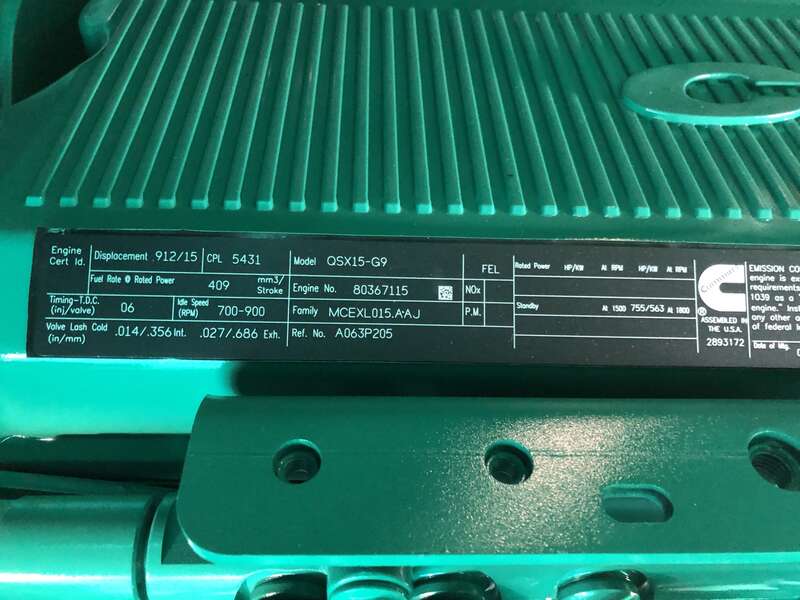 Engine Cert Id. Displacement 912/15 CPL 5431 Model QSX15-G9 FEL Rated Power HP/KW At RPM HP/KW At RPM
Fuel Rate @ Rated Power 409 mm3/ Stroke Engine No. 80367115 NOx
Timing-T.D.C. (inj/valve) 06 Idle Speed (RPM) 700-900 Family MCEXL015.AAJ P.M. Standby At 1500 755/563 At 1800
Valve Lash Cold (in/mm) .014/.356 Int. .027/.686 Exh. Ref. No. A063P205
Cummins
®
ASSEMBLED IN
THE U.S.A.
2893172
EMISSION CO
engine is ex
requirements
1039 as a
engine." Inst
any other a
of federal l
Date of Mfg.